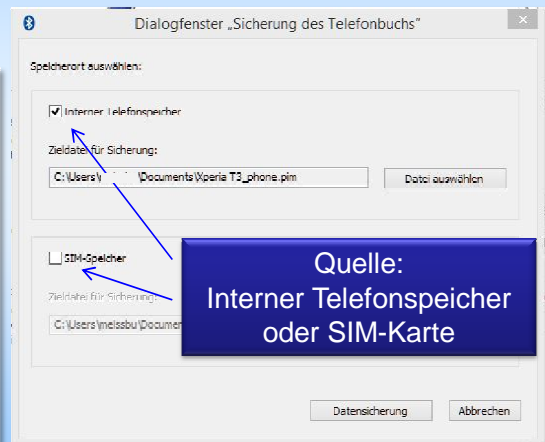 Dialogfenster „Sicherung des Telefonbuchs"
Speicherort auswählen:
Interner Telefonspeicher
Zieldatei für Sicherung:
C:\Users\ \Documents\Xperia T3_phone.pim
Datei auswählen
SIM-Speicher
Zieldatei für Sicherung:
C:\Users\meissbu\Documen
Quelle:
Interner Telefonspeicher
oder SIM-Karte
Datensicherung
Abbrechen